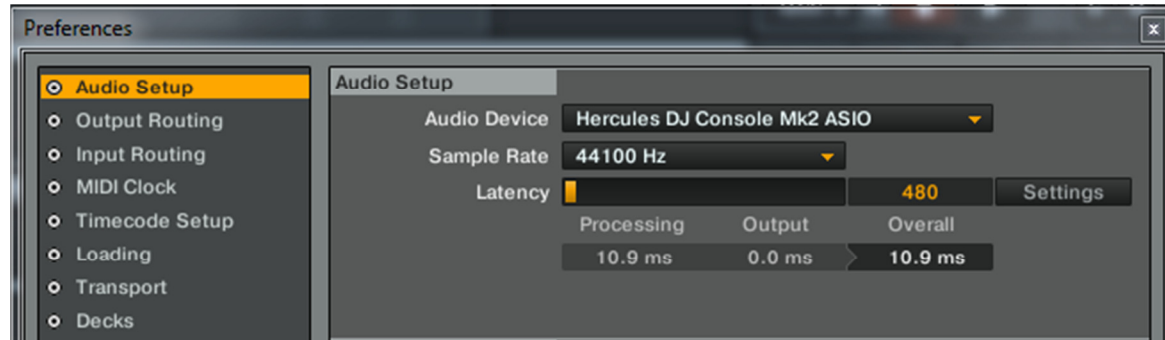 Preferences
x
Audio Setup
Output Routing
Input Routing
MIDI Clock
Timecode Setup
Loading
Transport
Decks
Audio Setup
Audio Device Hercules DJ Console Mk2 ASIO
Sample Rate 44100 Hz
Latency 480 Settings
Processing Output Overall
10.9 ms 0.0 ms 10.9 ms